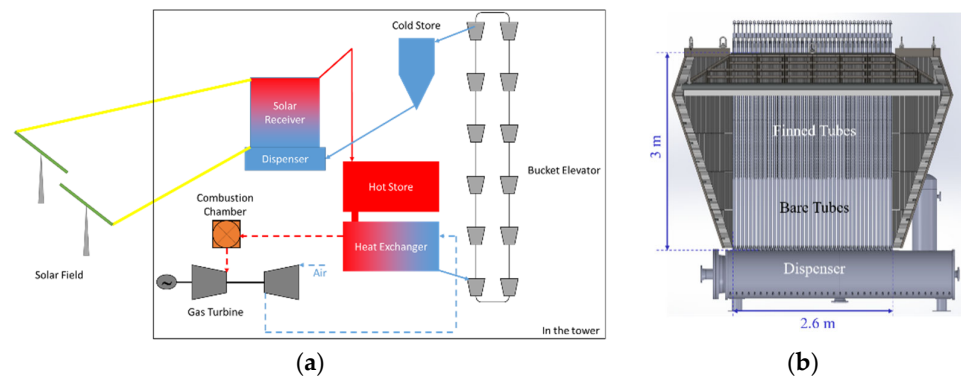 Cold Store
Solar
Receiver
Dispenser
Hot Store
Bucket Elevator
Combustion
Chamber
Heat Exchanger
Solar Field
~
Air
Gas Turbine
In the tower
(a)
3 m
Finned Tubes
Bare Tubes
Dispenser
2.6 m
(b)